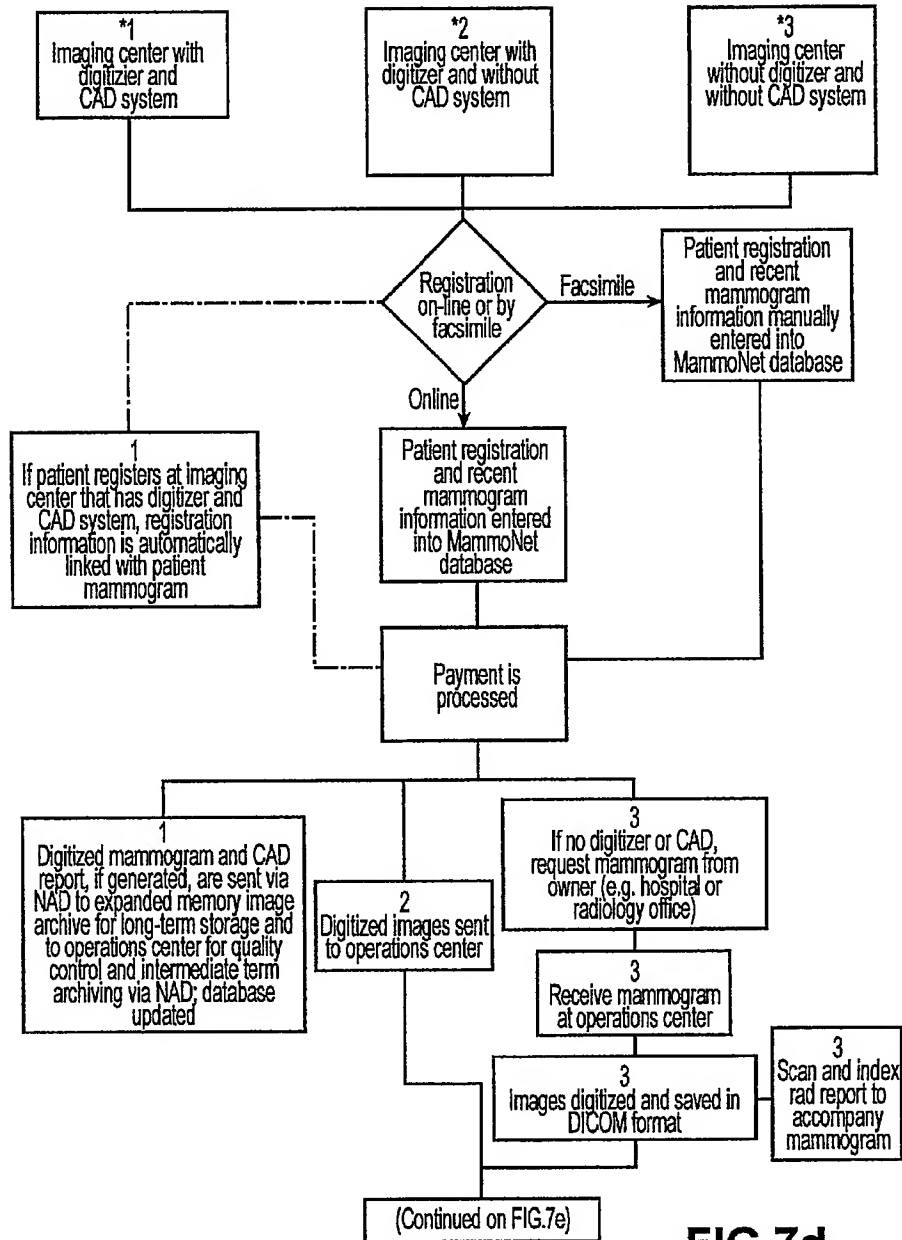 *1
Imaging center with
digitizier and
CAD system
*2
Imaging center with
digitizer and without
CAD system
*3
Imaging center
without digitizer and
without CAD system
Registration
on-line or by
facsimile
Facsimile
Patient registration
and recent
mammogram
information manually
entered into
MammoNet database
Online
1
If patient registers at imaging
center that has digitizer and
CAD system, registration
information is automatically
linked with patient
mammogram
Patient registration
and recent
mammogram
information entered
into MammoNet
database
Payment is
processed
1
Digitized mammogram and CAD
report, if generated, are sent via
NAD to expanded memory image
archive for long-term storage and
to operations center for quality
control and intermediate term
archiving via NAD; database
updated
2
Digitized images sent
to operations center
3
If no digitizer or CAD,
request mammogram from
owner (e.g. hospital or
radiology office)
3
Receive mammogram
at operations center
3
Images digitized and saved in
DICOM format
3
Scan and index
rad report to
accompany
mammogram
(Continued on FIG.7e)
FIG.7d